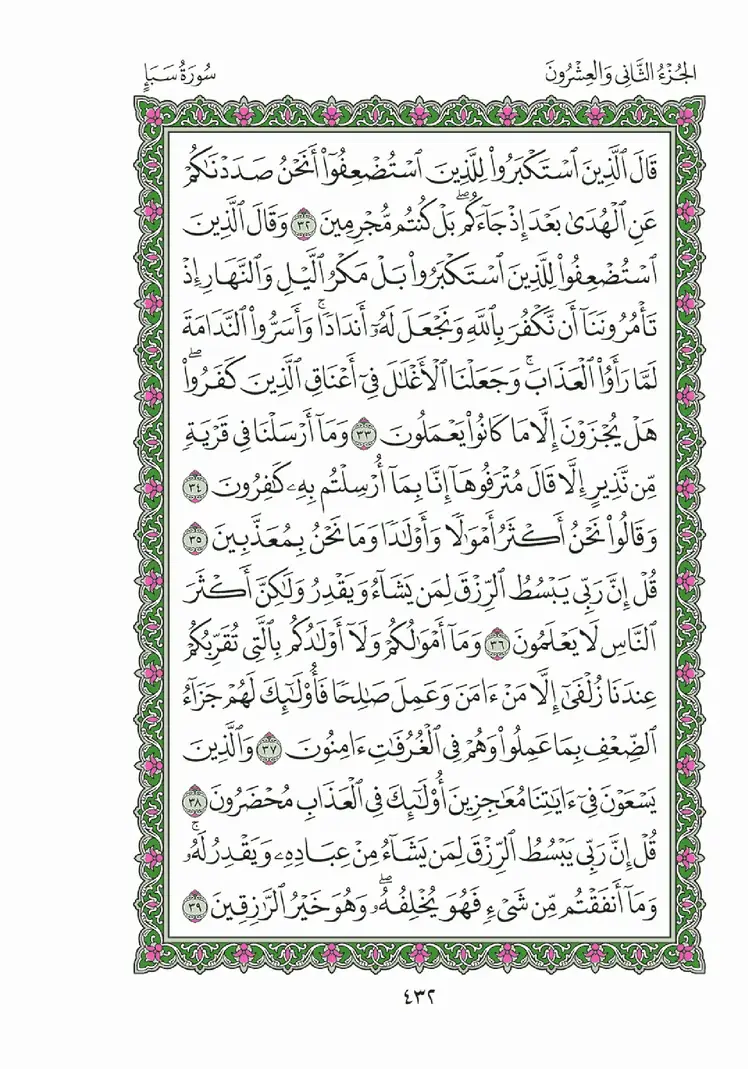 الجُزْءُ الثَّانِي وَالعِشْرُونَ
سُورَةُ سَبَإٍ
قَالَ ٱلَّذِينَ ٱسْتَكْبَرُوا۟ لِلَّذِينَ ٱسْتُضْعِفُوٓا۟ أَنَحْنُ صَدَدْنَٰكُمْ
عَنِ ٱلْهُدَىٰ بَعْدَ إِذْ جَآءَكُمۖ بَلْ كُنتُم مُّجْرِمِينَ ٣٢ وَقَالَ ٱلَّذِينَ
ٱسْتُضْعِفُوا۟ لِلَّذِينَ ٱسْتَكْبَرُوا۟ بَلْ مَكْرُ ٱلَّيْلِ وَٱلنَّهَارِ إِذْ
تَأْمُرُونَنَآ أَن نَّكْفُرَ بِٱللَّهِ وَنَجْعَلَ لَهُۥٓ أَندَادًاۚ وَأَسَرُّوا۟ ٱلنَّدَامَةَ
لَمَّا رَأَوُا۟ ٱلْعَذَابَۚ وَجَعَلْنَا ٱلْأَغْلَٰلَ فِىٓ أَعْنَاقِ ٱلَّذِينَ كَفَرُوا۟ۖ
هَلْ يُجْزَوْنَ إِلَّا مَا كَانُوا۟ يَعْمَلُونَ ٣٣ وَمَآ أَرْسَلْنَا فِى قَرْيَةٍ
مِّن نَّذِيرٍ إِلَّا قَالَ مُتْرَفُوهَآ إِنَّا بِمَآ أُرْسِلْتُم بِهِۦ كَٰفِرُونَ ٣٤
وَقَالُوا۟ نَحْنُ أَكْثَرُ أَمْوَٰلًا وَأَوْلَٰدًا وَمَا نَحْنُ بِمُعَذَّبِينَ ٣٥
قُلْ إِنَّ رَبِّى يَبْسُطُ ٱلرِّزْقَ لِمَن يَشَآءُ وَيَقْدِرُ وَلَٰكِنَّ أَكْثَرَ
ٱلنَّاسِ لَا يَعْلَمُونَ ٣٦ وَمَآ أَمْوَٰلُكُمْ وَلَآ أَوْلَٰدُكُم بِٱلَّتِى تُقَرِّبُكُمْ
عِندَنَا زُلْفَىٰٓ إِلَّا مَنْ ءَامَنَ وَعَمِلَ صَٰلِحًا فَأُو۟لَٰٓئِكَ لَهُمْ جَزَآءُ
ٱلضِّعْفِ بِمَا عَمِلُوا۟ وَهُمْ فِى ٱلْغُرُفَٰتِ ءَامِنُونَ ٣٧ وَٱلَّذِينَ
يَسْعَوْنَ فِىٓ ءَايَٰتِنَا مُعَٰجِزِينَ أُو۟لَٰٓئِكَ فِى ٱلْعَذَابِ مُحْضَرُونَ ٣٨
قُلْ إِنَّ رَبِّى يَبْسُطُ ٱلرِّزْقَ لِمَن يَشَآءُ مِنْ عِبَادِهِۦ وَيَقْدِرُ لَهُۥۚ
وَمَآ أَنفَقْتُم مِّن شَىْءٍ فَهُوَ يُخْلِفُهُۥۖ وَهُوَ خَيْرُ ٱلرَّٰزِقِينَ ٣٩
٤٣٢